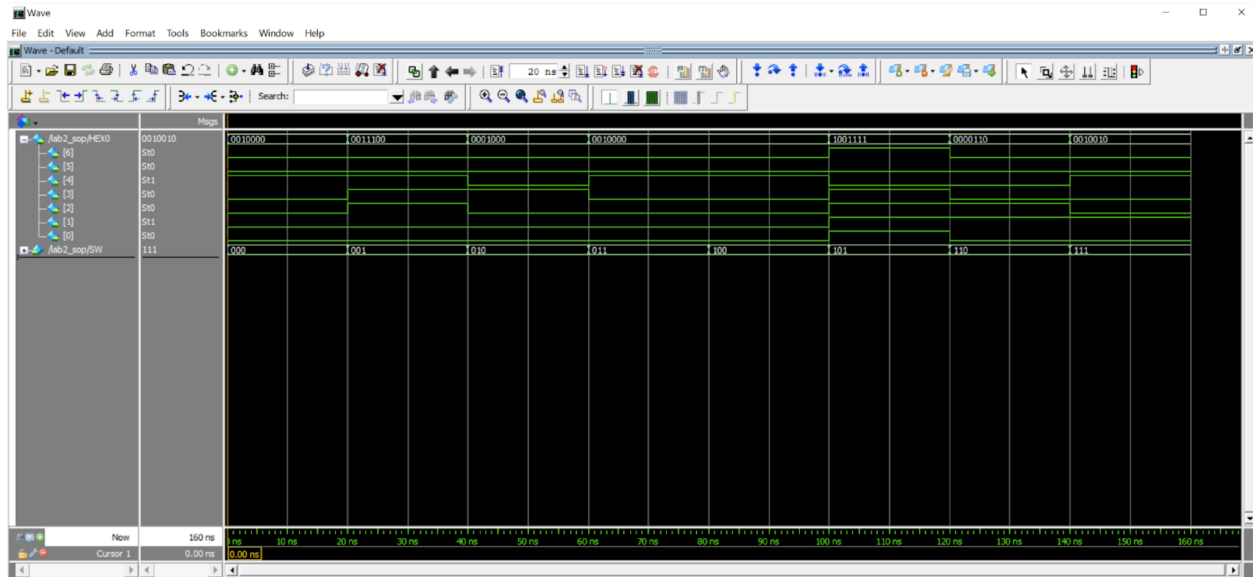 Wave
File Edit View Add Format Tools Bookmarks Window Help
Wave - Default
20 ns
Search:
Msgs
/lab2_sop/HEX0 0010010 0010000 0011100 0001000 0010000 1001111 0000110 0010010
[6] St0
[5] St0
[4] St1
[3] St0
[2] St0
[1] St1
[0] St0
/lab2_sop/SW 111 000 001 010 011 100 101 110 111
Now 160 ns ns 10 ns 20 ns 30 ns 40 ns 50 ns 60 ns 70 ns 80 ns 90 ns 100 ns 110 ns 120 ns 130 ns 140 ns 150 ns 160 ns
Cursor 1 0.00 ns 0.00 ns